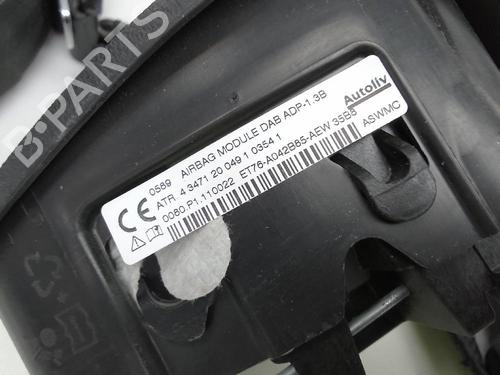 B-PARTS
Autoliv
0589 AIRBAG MODULE DAB ADP-1.3B
ATR 4 3471 20 049 1 0354 1
0080.P1.110022 ET76-A042B85-AEW 35B8
ASWMC
CE